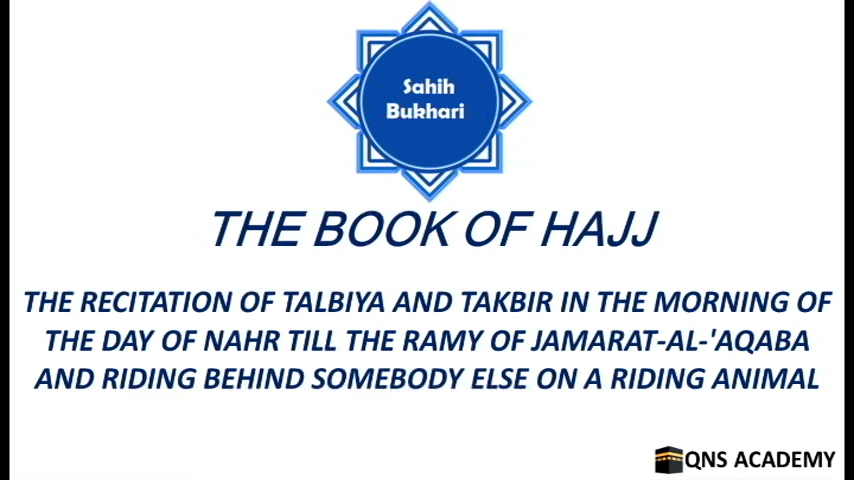 Sahih
Bukhari
THE BOOK OF HAJJ
THE RECITATION OF TALBIYA AND TAKBIR IN THE MORNING OF
THE DAY OF NAHR TILL THE RAMY OF JAMARAT-AL-'AQABA
AND RIDING BEHIND SOMEBODY ELSE ON A RIDING ANIMAL
QNS ACADEMY